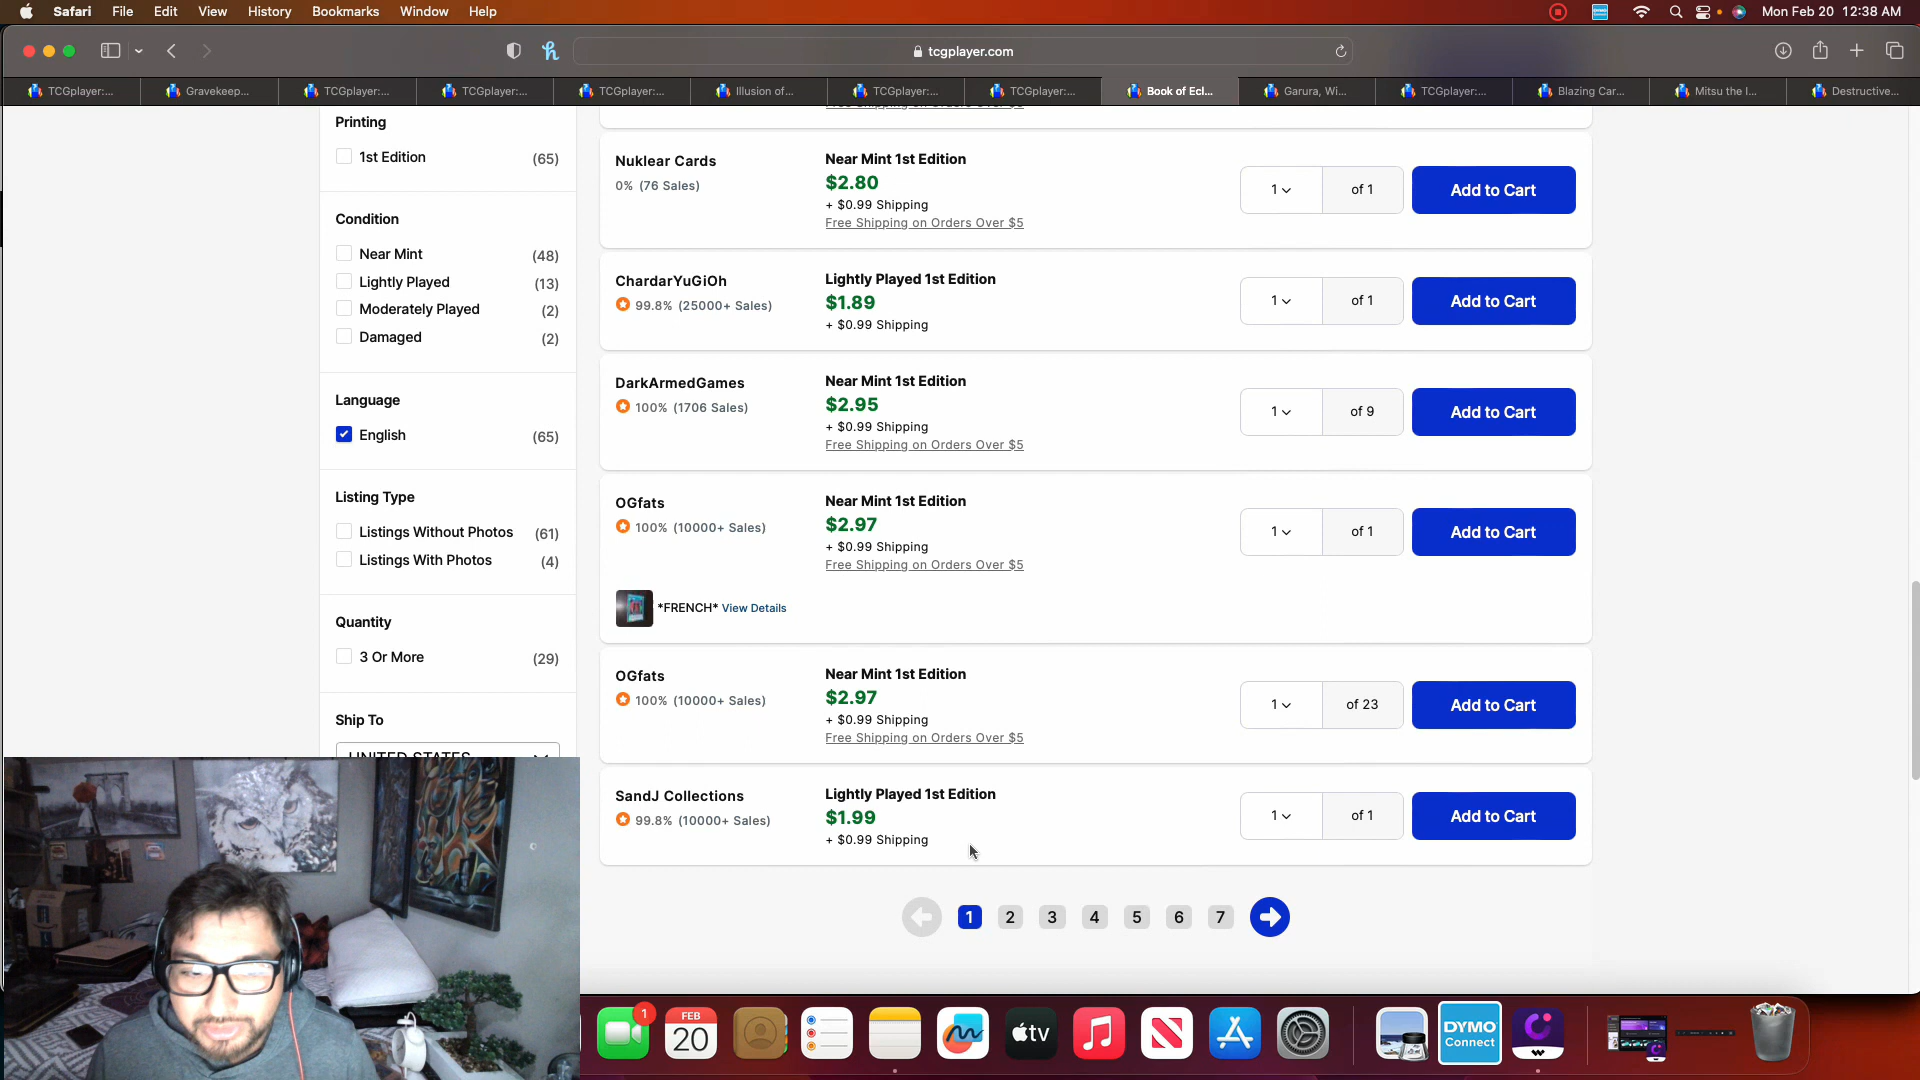 Safari File Edit View History Bookmarks Window Help
Mon Feb 20 12:38 AM
tcgplayer.com
TCGplayer:... Gravekeep... TCGplayer:... TCGplayer:... TCGplayer:... Illusion of... TCGplayer:... TCGplayer:... Book of Ecl... Garura, Wi... TCGplayer:... Blazing Car... Mitsu the I... Destructive...
Printing
1st Edition (65)
Condition
Near Mint (48)
Lightly Played (13)
Moderately Played (2)
Damaged (2)
Language
English (65)
Listing Type
Listings Without Photos (61)
Listings With Photos (4)
Quantity
3 Or More (29)
Ship To
UNITED STATES
Free Shipping on Orders Over $5
Nuklear Cards
0% (76 Sales)
Near Mint 1st Edition
$2.80
+ $0.99 Shipping
Free Shipping on Orders Over $5
1 of 1 Add to Cart
ChardarYuGiOh
99.8% (25000+ Sales)
Lightly Played 1st Edition
$1.89
+ $0.99 Shipping
1 of 1 Add to Cart
DarkArmedGames
100% (1706 Sales)
Near Mint 1st Edition
$2.95
+ $0.99 Shipping
Free Shipping on Orders Over $5
1 of 9 Add to Cart
OGfats
100% (10000+ Sales)
Near Mint 1st Edition
$2.97
+ $0.99 Shipping
Free Shipping on Orders Over $5
1 of 1 Add to Cart
*FRENCH* View Details
OGfats
100% (10000+ Sales)
Near Mint 1st Edition
$2.97
+ $0.99 Shipping
Free Shipping on Orders Over $5
1 of 23 Add to Cart
SandJ Collections
99.8% (10000+ Sales)
Lightly Played 1st Edition
$1.99
+ $0.99 Shipping
1 of 1 Add to Cart
1 2 3 4 5 6 7
1
FEB
20
tv
DYMO
Connect